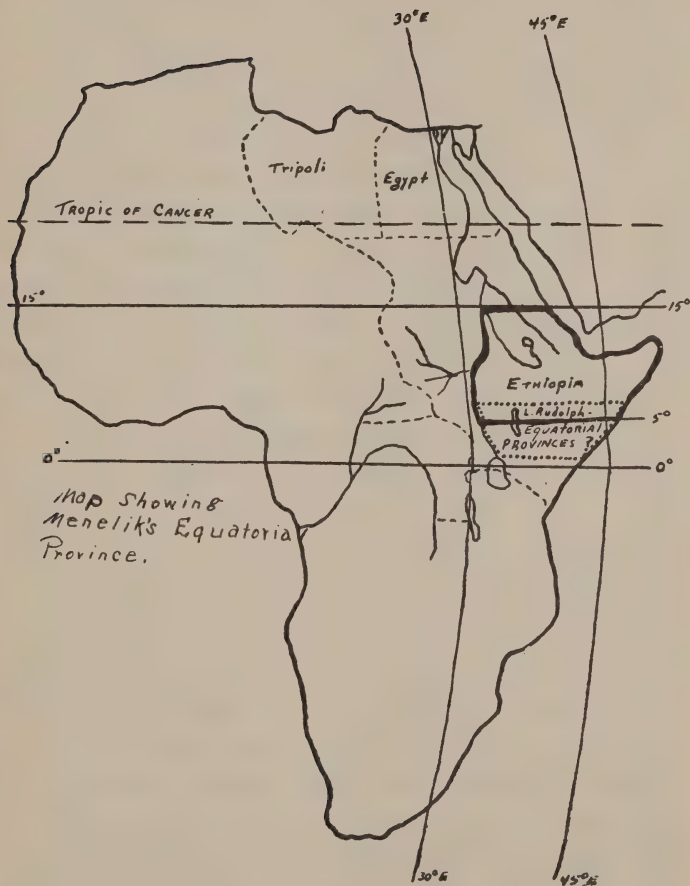 30°E
45°E
Tripoli
Egypt
TROPIC OF CANCER
15°
15°
ETHIOPIA
L. Rudolph-
EQUATORIAL
PROVINCES ?
5°
0°
0°
Map showing
Menelik's Equatoria
Province.
30°E
45°E